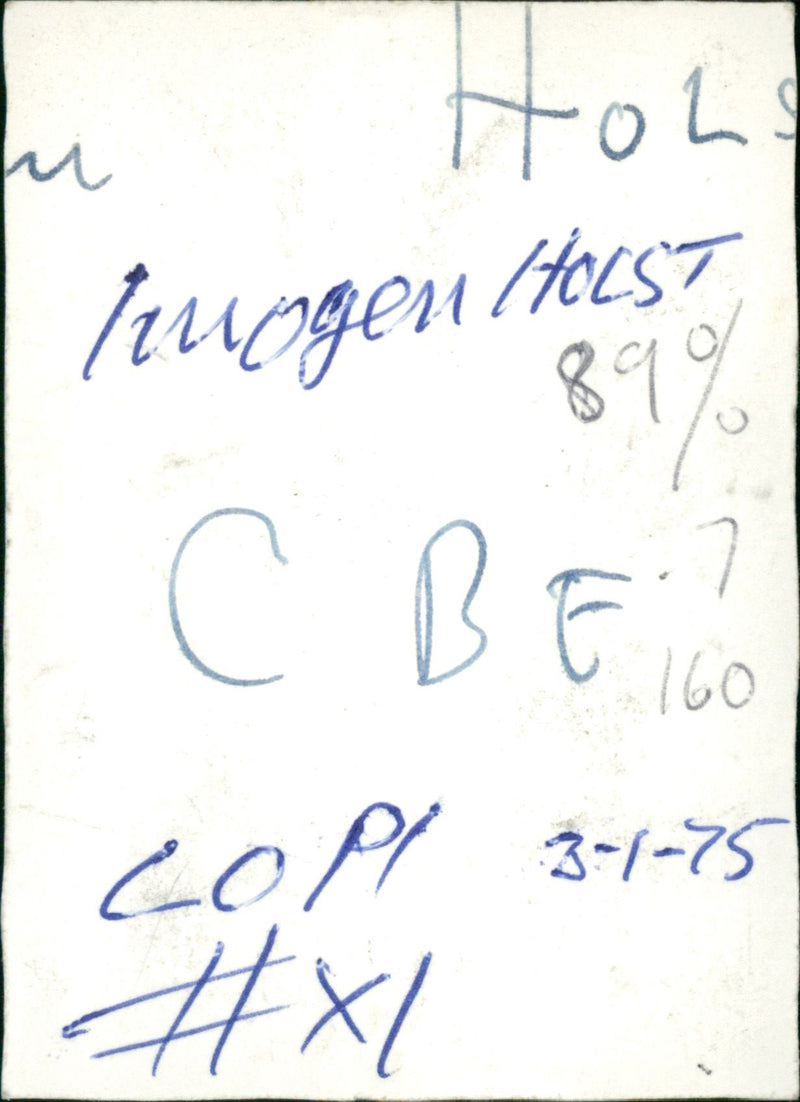 HOLS
Imogen HOLST
89%
CBE
7
160
COPI 3-1-75
#XI